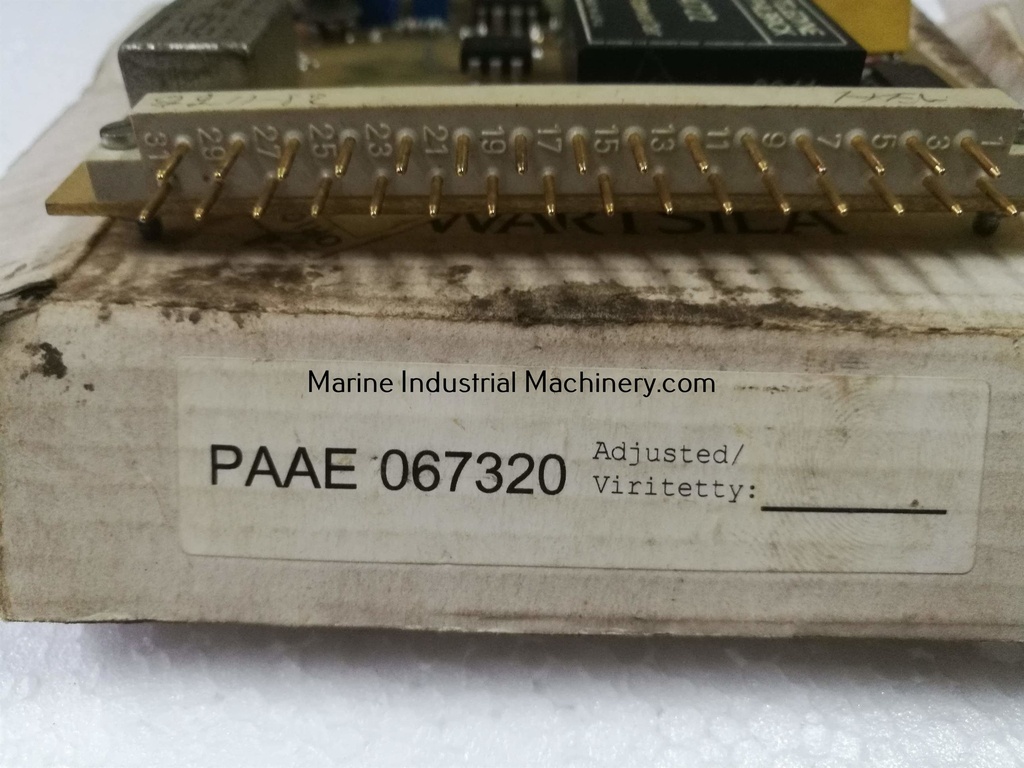 31 29 27 25 23 21 19 17 15 13 11 9 7 5 3 1
WÄRTSILÄ
Marine Industrial Machinery.com
PAAE 067320
Adjusted/
Viritetty: